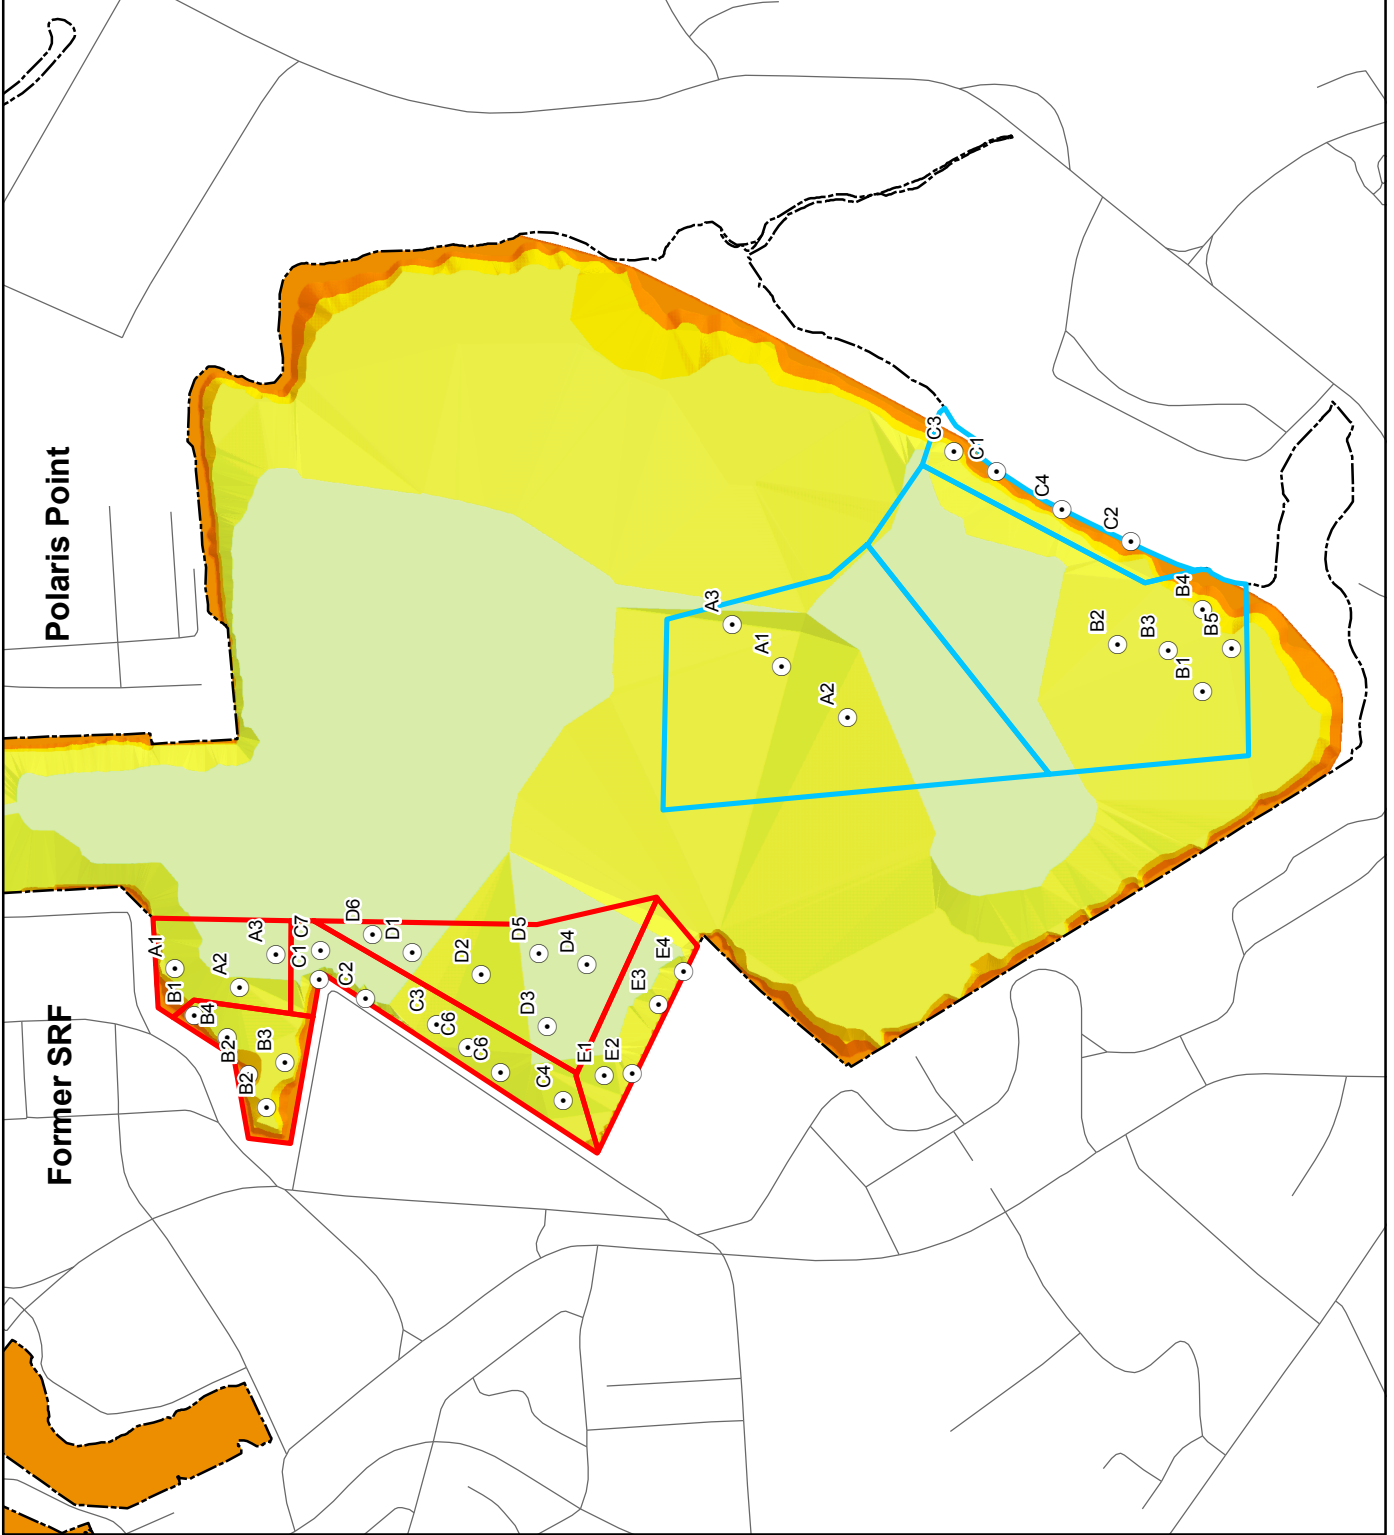 Polaris Point
Former SRF
A1
A2
A3
B1
B4
B2
B2
B3
C7
C1
C2
C3
C6
C6
C4
D6
D1
D2
D5
D4
D3
E4
E3
E1
E2
A3
A1
A2
C3
C1
C4
C2
B4
B2
B3
B5
B1